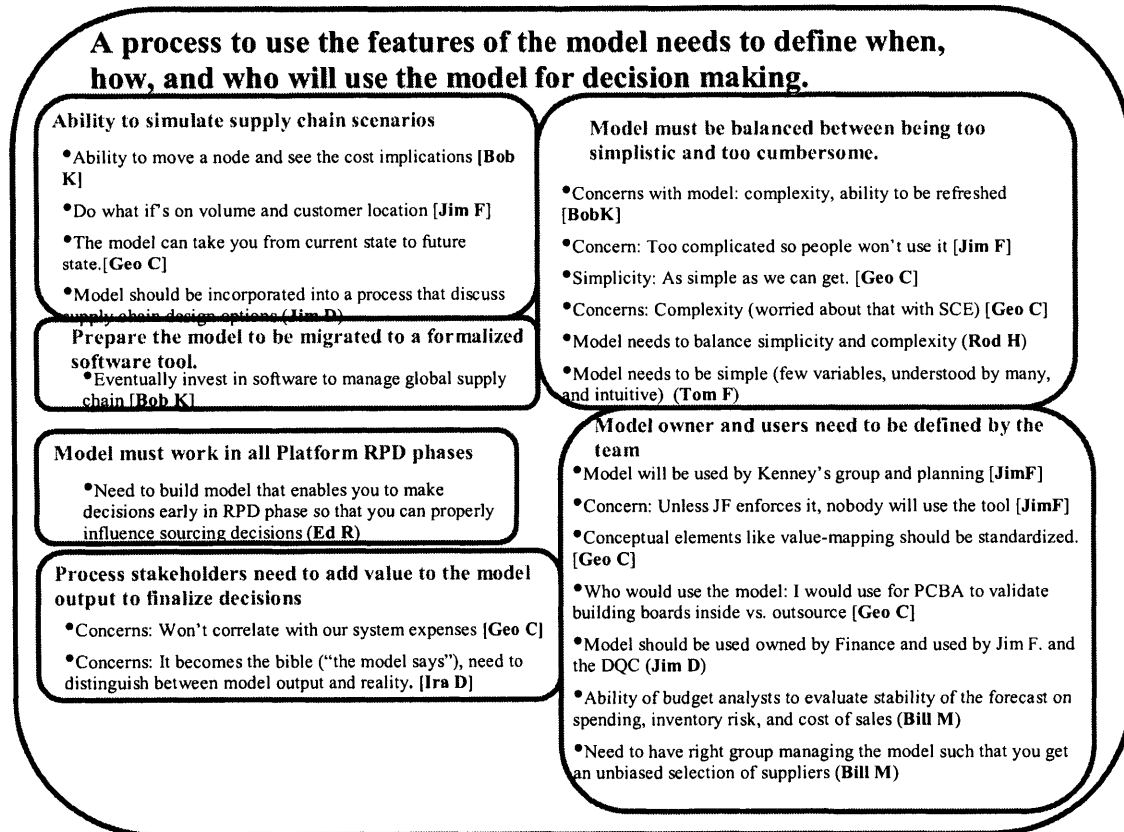 A process to use the features of the model needs to define when,
how, and who will use the model for decision making.
Ability to simulate supply chain scenarios
•Ability to move a node and see the cost implications [Bob
K]
•Do what if's on volume and customer location [Jim F]
•The model can take you from current state to future
state.[Geo C]
•Model should be incorporated into a process that discuss
supply chain design options (Jim D)
Prepare the model to be migrated to a formalized
software tool.
•Eventually invest in software to manage global supply
chain [Bob K]
Model must work in all Platform RPD phases
•Need to build model that enables you to make
decisions early in RPD phase so that you can properly
influence sourcing decisions (Ed R)
Process stakeholders need to add value to the model
output to finalize decisions
•Concerns: Won't correlate with our system expenses [Geo C]
•Concerns: It becomes the bible (“the model says”), need to
distinguish between model output and reality. [Ira D]
Model must be balanced between being too
simplistic and too cumbersome.
•Concerns with model: complexity, ability to be refreshed
[BobK]
•Concern: Too complicated so people won't use it [Jim F]
•Simplicity: As simple as we can get. [Geo C]
•Concerns: Complexity (worried about that with SCE) [Geo C]
•Model needs to balance simplicity and complexity (Rod H)
•Model needs to be simple (few variables, understood by many,
and intuitive) (Tom F)
Model owner and users need to be defined by the
team
•Model will be used by Kenney's group and planning [JimF]
•Concern: Unless JF enforces it, nobody will use the tool [JimF]
•Conceptual elements like value-mapping should be standardized.
[Geo C]
•Who would use the model: I would use for PCBA to validate
building boards inside vs. outsource [Geo C]
•Model should be used owned by Finance and used by Jim F. and
the DQC (Jim D)
•Ability of budget analysts to evaluate stability of the forecast on
spending, inventory risk, and cost of sales (Bill M)
•Need to have right group managing the model such that you get
an unbiased selection of suppliers (Bill M)